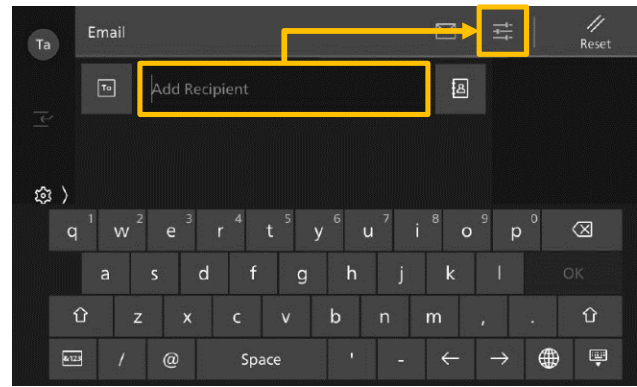 Ta
Email
Reset
To
Add Recipient
q 1 w 2 e 3 r 4 t 5 y 6 u 7 i 8 o 9 p 0
a s d f g h j k l OK
z x c v b n m , .
&123 / @ Space ' - ← →